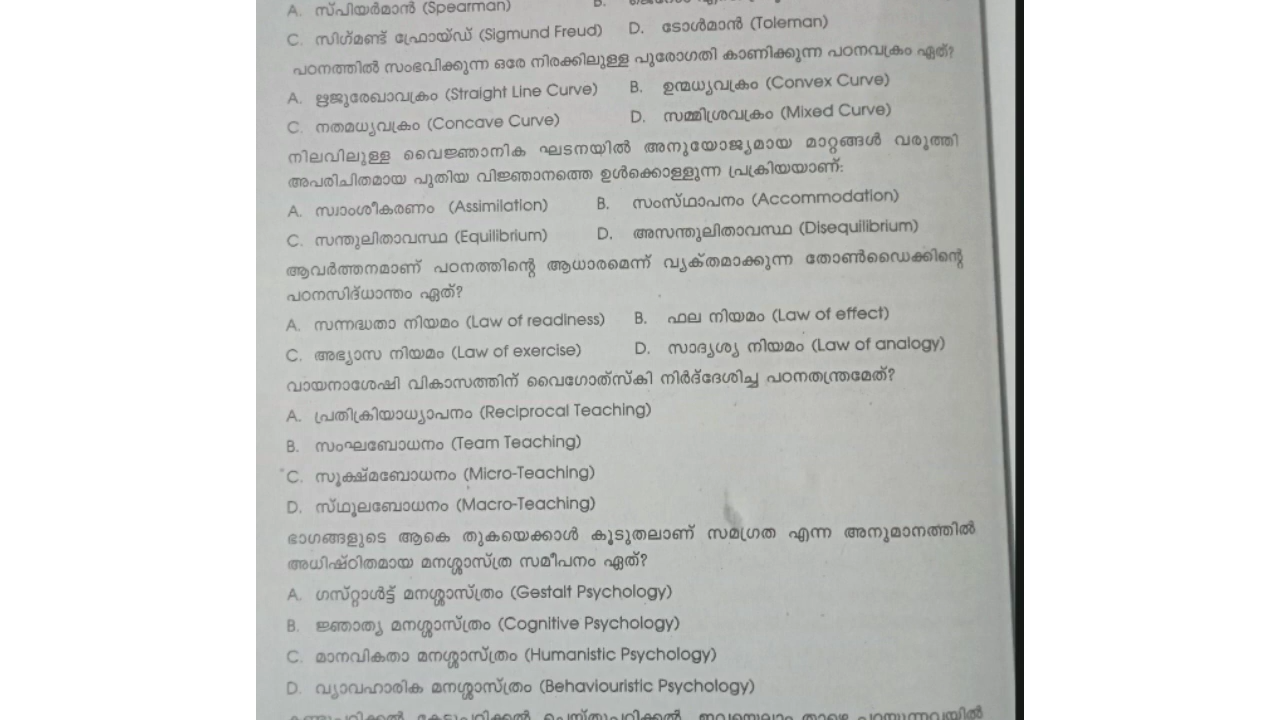 A. സ്പിയർമാൻ (Spearman) B.
C. സിഗ്മണ്ട് ഫ്രോയ്ഡ് (Sigmund Freud) D. ടോൾമാൻ (Toleman)
പഠനത്തിൽ സംഭവിക്കുന്ന ഒരേ നിരക്കിലുള്ള പുരോഗതി കാണിക്കുന്ന പഠനവക്രം ഏത്?
A. ഋജുരേഖാവക്രം (Straight Line Curve) B. ഉന്മധ്യവക്രം (Convex Curve)
C. നതമധ്യവക്രം (Concave Curve) D. സമ്മിശ്രവക്രം (Mixed Curve)
നിലവിലുള്ള വൈജ്ഞാനിക ഘടനയിൽ അനുയോജ്യമായ മാറ്റങ്ങൾ വരുത്തി
അപരിചിതമായ പുതിയ വിജ്ഞാനത്തെ ഉൾക്കൊള്ളുന്ന പ്രക്രിയയാണ്:
A. സ്വാംശീകരണം (Assimilation) B. സംസ്ഥാപനം (Accommodation)
C. സന്തുലിതാവസ്ഥ (Equilibrium) D. അസന്തുലിതാവസ്ഥ (Disequilibrium)
ആവർത്തനമാണ് പഠനത്തിന്റെ ആധാരമെന്ന് വ്യക്തമാക്കുന്ന തോൺഡൈക്കിന്റെ
പഠനസിദ്ധാന്തം ഏത്?
A. സന്നദ്ധതാ നിയമം (Law of readiness) B. ഫല നിയമം (Law of effect)
C. അഭ്യാസ നിയമം (Law of exercise) D. സാദൃശ്യ നിയമം (Law of analogy)
വായനാശേഷി വികാസത്തിന് വൈഗോത്സ്കി നിർദ്ദേശിച്ച പഠനതന്ത്രമേത്?
A. പ്രതിക്രിയാധ്യാപനം (Reciprocal Teaching)
B. സംഘബോധനം (Team Teaching)
C. സൂക്ഷ്മബോധനം (Micro-Teaching)
D. സ്ഥൂലബോധനം (Macro-Teaching)
ഭാഗങ്ങളുടെ ആകെ തുകയെക്കാൾ കൂടുതലാണ് സമഗ്രത എന്ന അനുമാനത്തിൽ
അധിഷ്ഠിതമായ മനശ്ശാസ്ത്ര സമീപനം ഏത്?
A. ഗസ്റ്റാൾട്ട് മനശ്ശാസ്ത്രം (Gestalt Psychology)
B. ജ്ഞാത്യ മനശ്ശാസ്ത്രം (Cognitive Psychology)
C. മാനവികതാ മനശ്ശാസ്ത്രം (Humanistic Psychology)
D. വ്യാവഹാരിക മനശ്ശാസ്ത്രം (Behaviouristic Psychology)